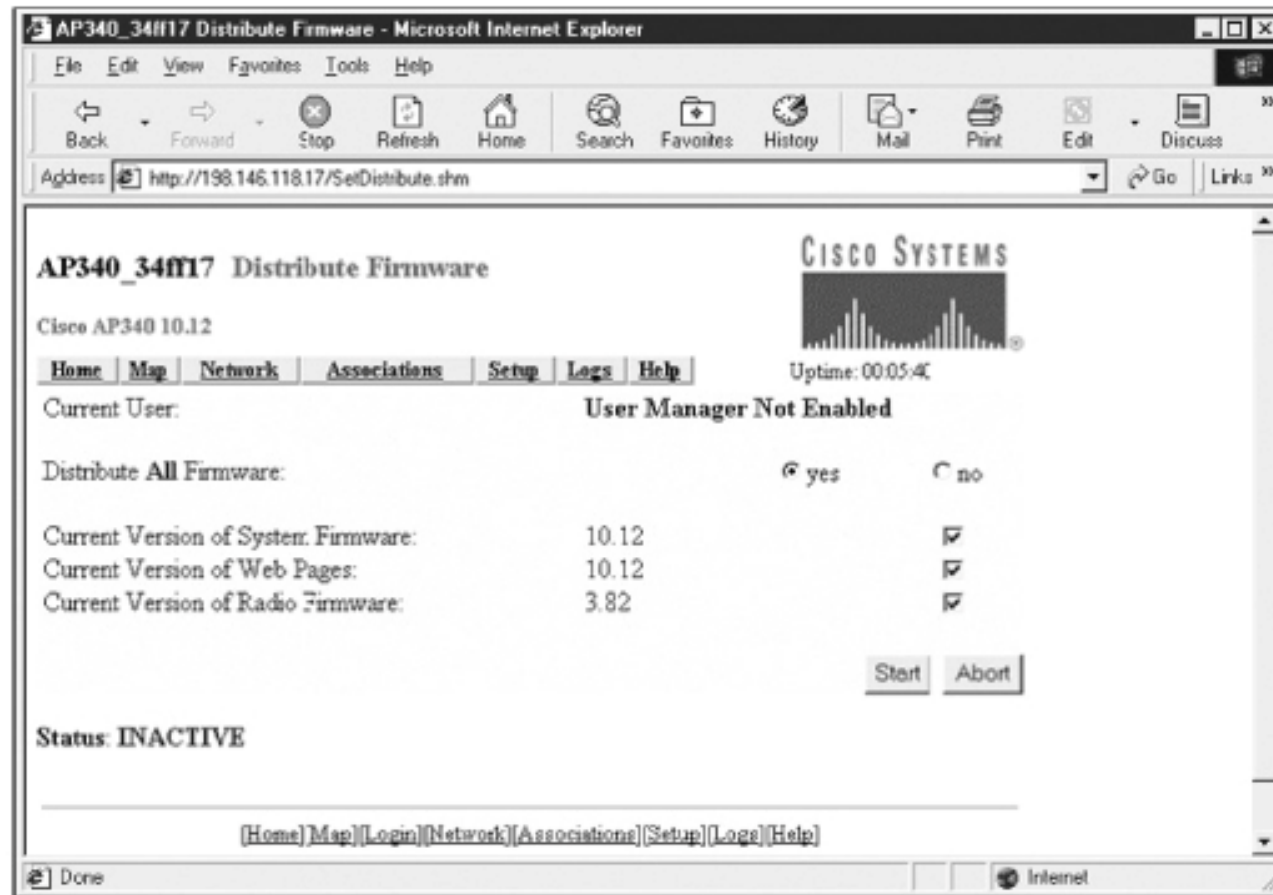 AP340_34ff17 Distribute Firmware - Microsoft Internet Explorer
File Edit View Favorites Tools Help
Back Forward Stop Refresh Home Search Favorites History Mail Print Edit Discuss »
Address http://198.146.118.17/SetDistribute.shm Go Links »
AP340_34ff17 Distribute Firmware
CISCO SYSTEMS
Cisco AP340 10.12
®
Home Map Network Associations Setup Logs Help
Uptime: 00:05:40
Current User: User Manager Not Enabled
Distribute All Firmware: yes no
Current Version of System Firmware: 10.12
Current Version of Web Pages: 10.12
Current Version of Radio Firmware: 3.82
Start Abort
Status: INACTIVE
[Home][Map][Login][Network][Associations][Setup][Logs][Help]
Done Internet